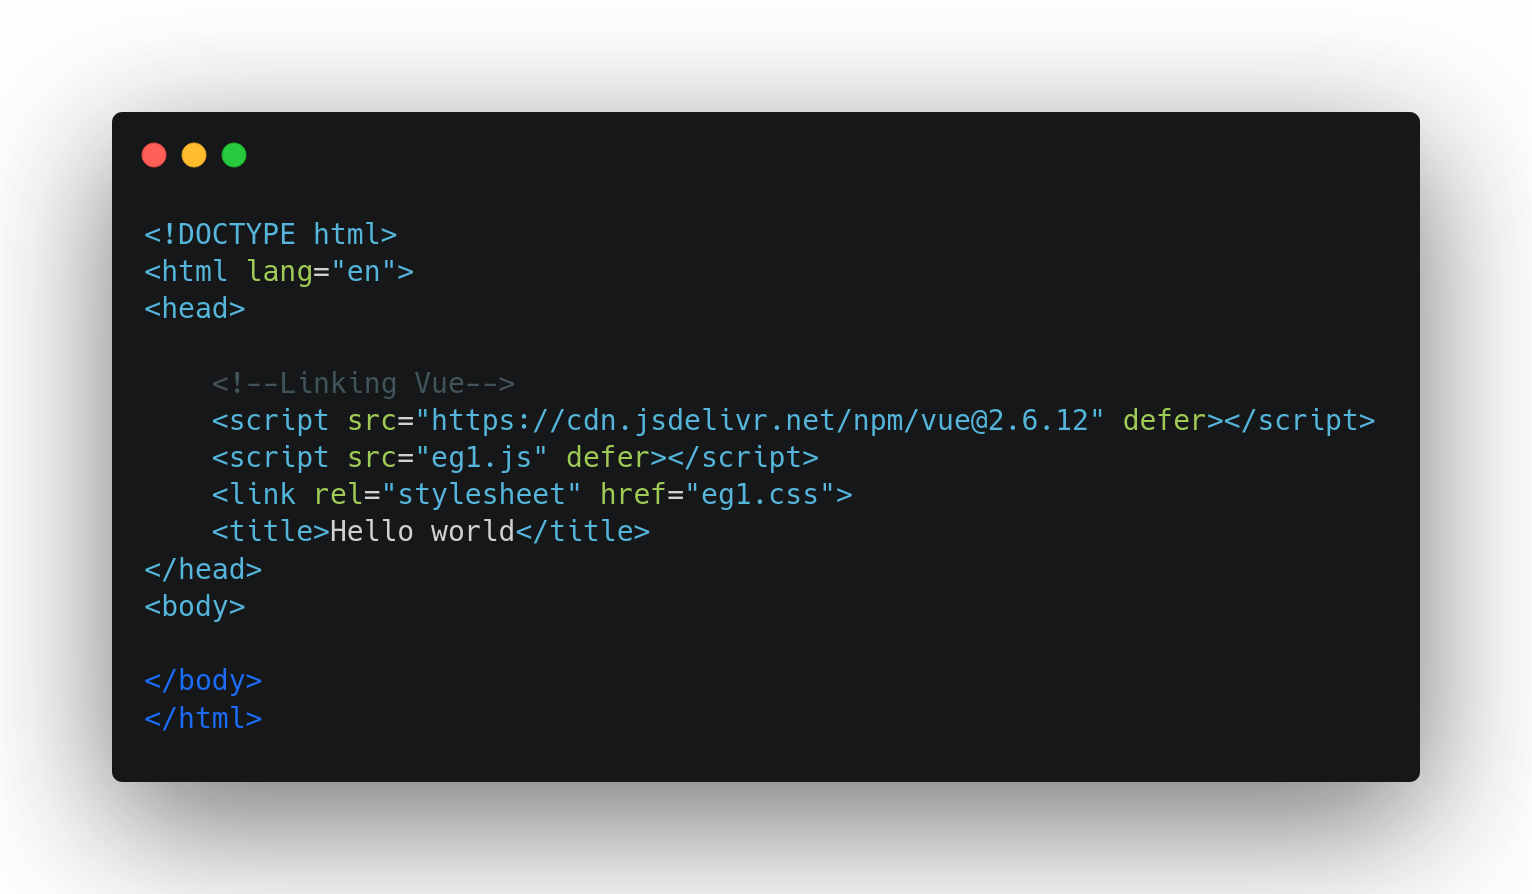 <!DOCTYPE html>
<html lang="en">
<head>

    <!--Linking Vue-->
    <script src="https://cdn.jsdelivr.net/npm/vue@2.6.12" defer></script>
    <script src="eg1.js" defer></script>
    <link rel="stylesheet" href="eg1.css">
    <title>Hello world</title>
</head>
<body>

</body>
</html>